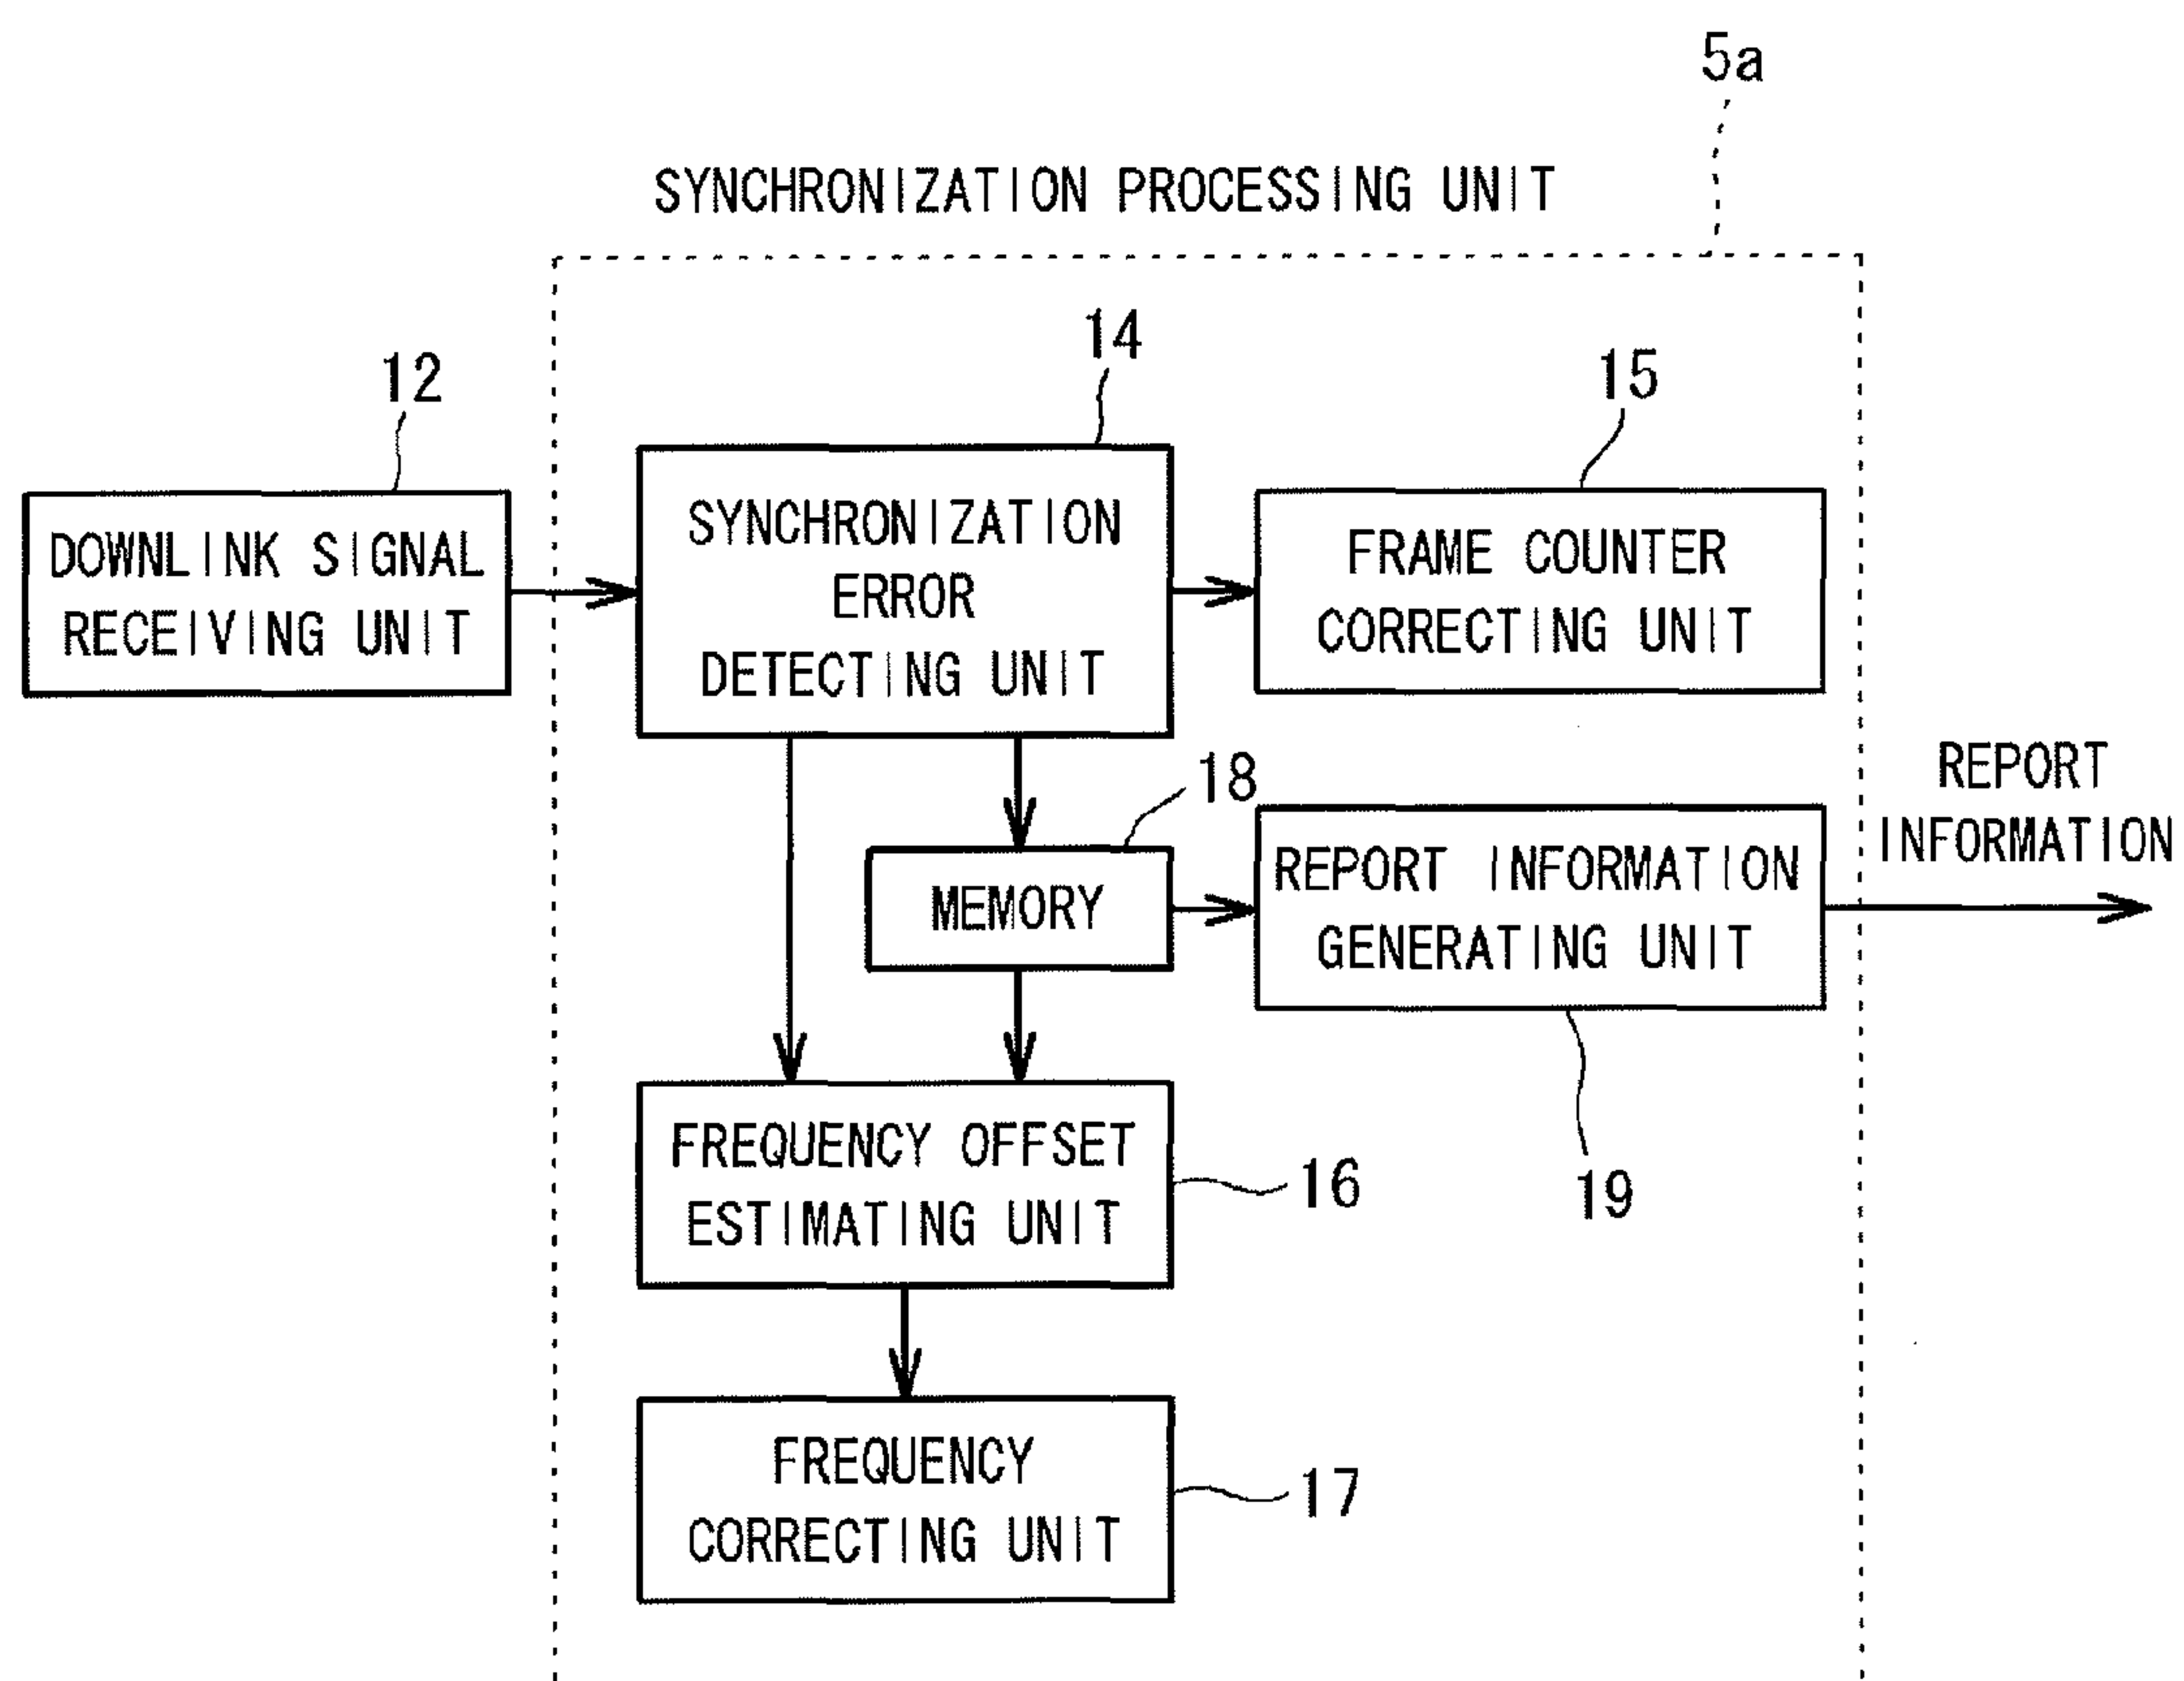 5a
SYNCHRONIZATION PROCESSING UNIT
14
12
15
SYNCHRONIZATION
ERROR
DETECTING UNIT
DOWNLINK SIGNAL
RECEIVING UNIT
FRAME COUNTER
CORRECTING UNIT
18
MEMORY
REPORT INFORMATION
GENERATING UNIT
REPORT
INFORMATION
19
FREQUENCY OFFSET
ESTIMATING UNIT
16
FREQUENCY
CORRECTING UNIT
17